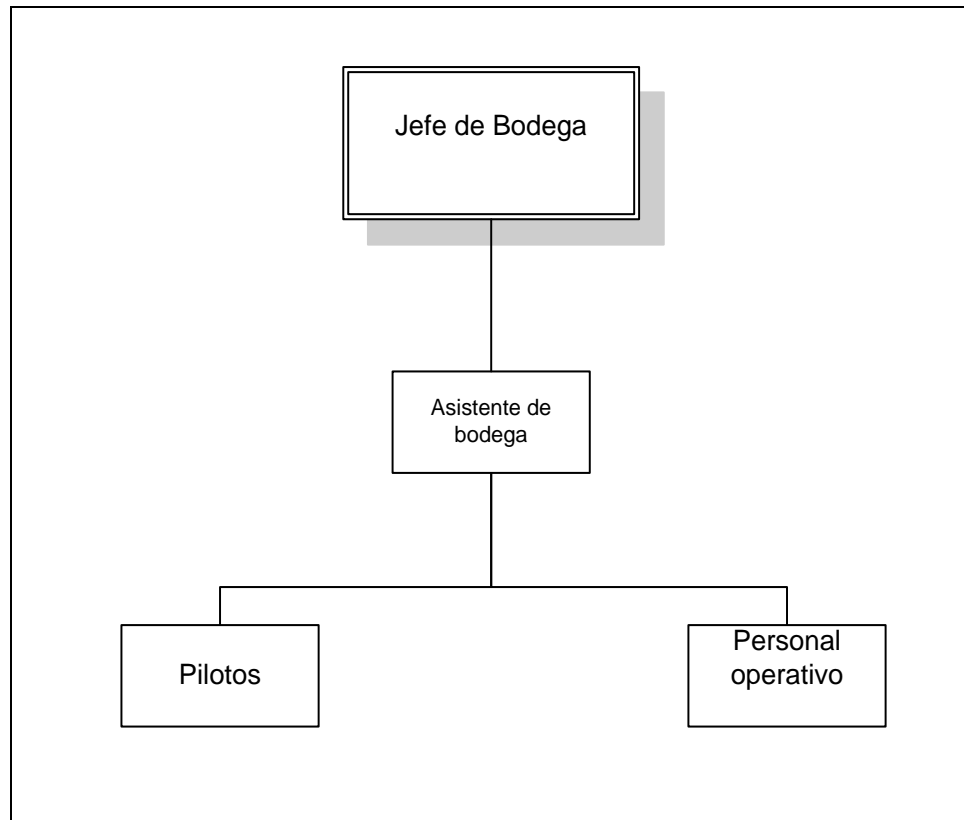 Jefe de Bodega
Asistente de
bodega
Pilotos
Personal
operativo